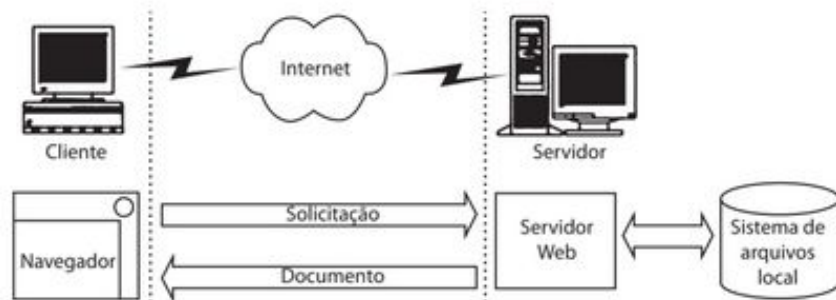 Internet
Cliente
Servidor
Solicitação
Navegador
Documento
Servidor
Web
Sistema de
arquivos
local